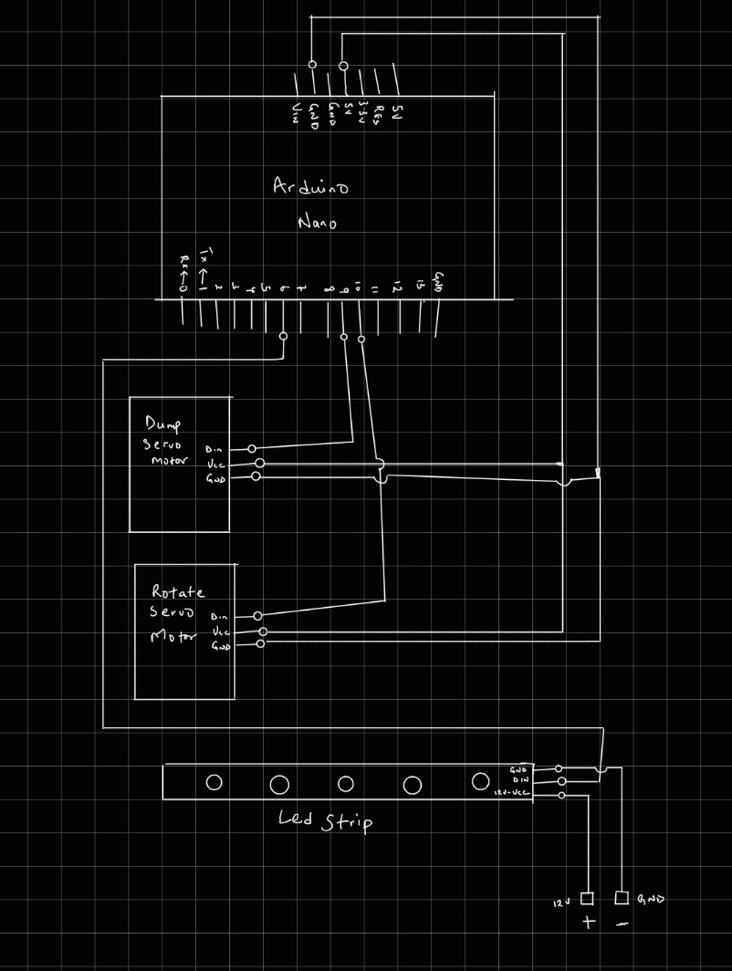 Vin
GND
GND
5V
3.3V
RES
5V
Arduino
Nano
Rx
Tx
0
1
2
3
4
5
6
7
8
9
10
11
12
13
GND
Dump
Servo
Motor
Din
Vcc
GND
Rotate
Servo
Motor
Din
Vcc
GND
GND
DIN
12V-VCC
Led Strip
12V
GND
+
-